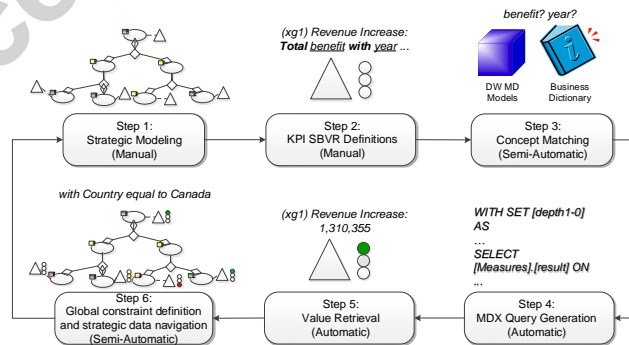 (xg1) Revenue Increase:
Total benefit with year ...
benefit? year?
DW MD
Models
Business
Dictionary
Step 1:
Strategic Modeling
(Manual)
Step 2:
KPI SBVR Definitions
(Manual)
Step 3:
Concept Matching
(Semi-Automatic)
with Country equal to Canada
(xg1) Revenue Increase:
1,310,355
WITH SET [depth1-0]
AS
...
SELECT
[Measures].[result] ON
...
Step 6:
Global constraint definition
and strategic data navigation
(Semi-Automatic)
Step 5:
Value Retrieval
(Automatic)
Step 4:
MDX Query Generation
(Automatic)